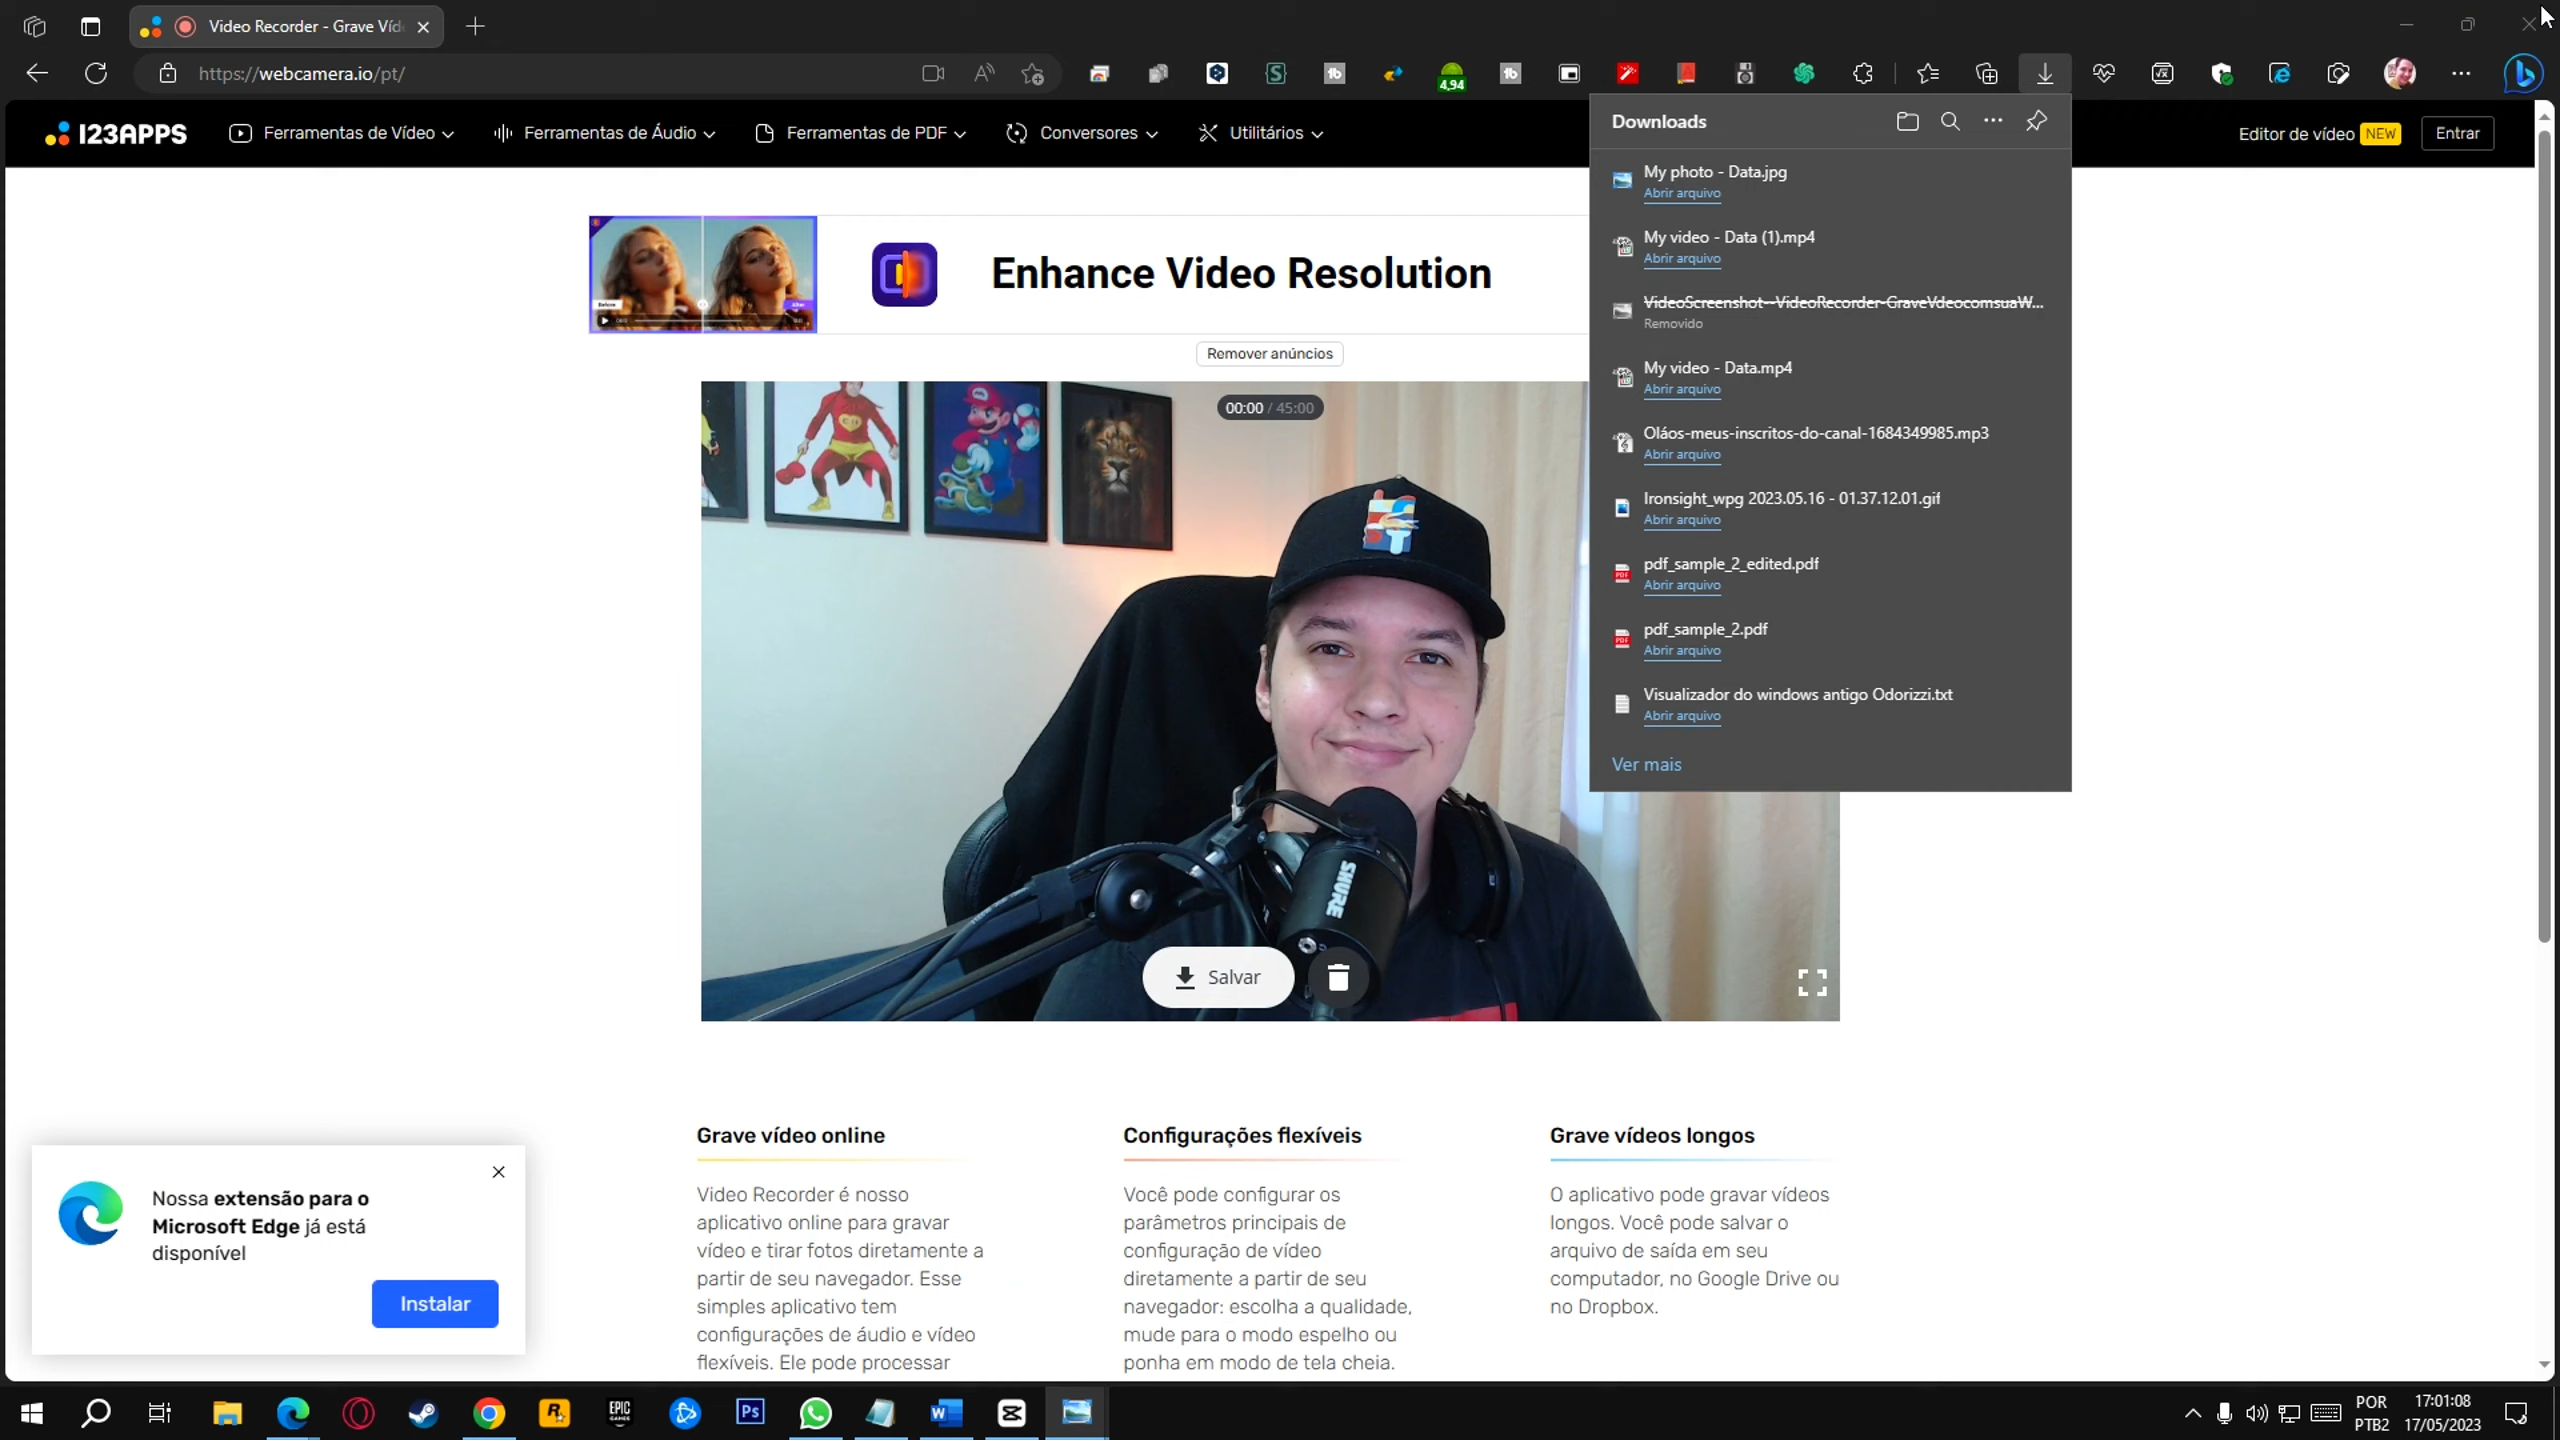 Video Recorder - Grave Víd
https://webcamera.io/pt/
4,94
123APPS
Ferramentas de Vídeo
Ferramentas de Áudio
Ferramentas de PDF
Conversores
Utilitários
Editor de vídeo NEW
Entrar
Downloads
My photo - Data.jpg
Abrir arquivo
My video - Data (1).mp4
Abrir arquivo
VideoScreenshot--VideoRecorder-GraveVdeocomsuaW...
Removido
My video - Data.mp4
Abrir arquivo
Oláos-meus-inscritos-do-canal-1684349985.mp3
Abrir arquivo
Ironsight_wpg 2023.05.16 - 01.37.12.01.gif
Abrir arquivo
pdf_sample_2_edited.pdf
Abrir arquivo
pdf_sample_2.pdf
Abrir arquivo
Visualizador do windows antigo Odorizzi.txt
Abrir arquivo
Ver mais
Before
After
Enhance Video Resolution
Remover anúncios
00:00 / 45:00
CH
SHURE
Salvar
Grave vídeo online
Video Recorder é nosso
aplicativo online para gravar
vídeo e tirar fotos diretamente a
partir de seu navegador. Esse
simples aplicativo tem
configurações de áudio e vídeo
flexíveis. Ele pode processar
Configurações flexíveis
Você pode configurar os
parâmetros principais de
configuração de vídeo
diretamente a partir de seu
navegador: escolha a qualidade,
mude para o modo espelho ou
ponha em modo de tela cheia.
Grave vídeos longos
O aplicativo pode gravar vídeos
longos. Você pode salvar o
arquivo de saída em seu
computador, no Google Drive ou
no Dropbox.
Nossa extensão para o
Microsoft Edge já está
disponível
Instalar
EPIC
GAMES
Ps
W
POR
PTB2
17:01:08
17/05/2023